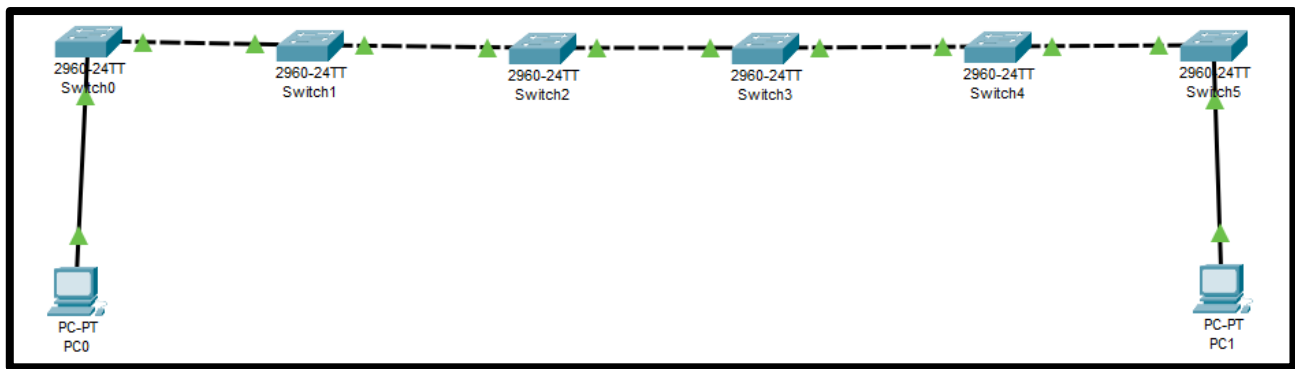 2960-24TT
Switch0
2960-24TT
Switch1
2960-24TT
Switch2
2960-24TT
Switch3
2960-24TT
Switch4
2960-24TT
Switch5
PC-PT
PC0
PC-PT
PC1